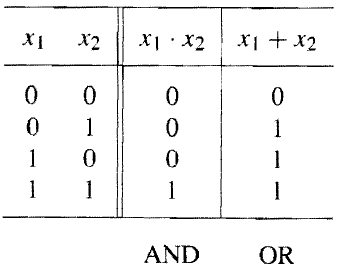 x₁ x₂ x₁ · x₂ x₁ + x₂
0 0 0 0
0 1 0 1
1 0 0 1
1 1 1 1
AND OR